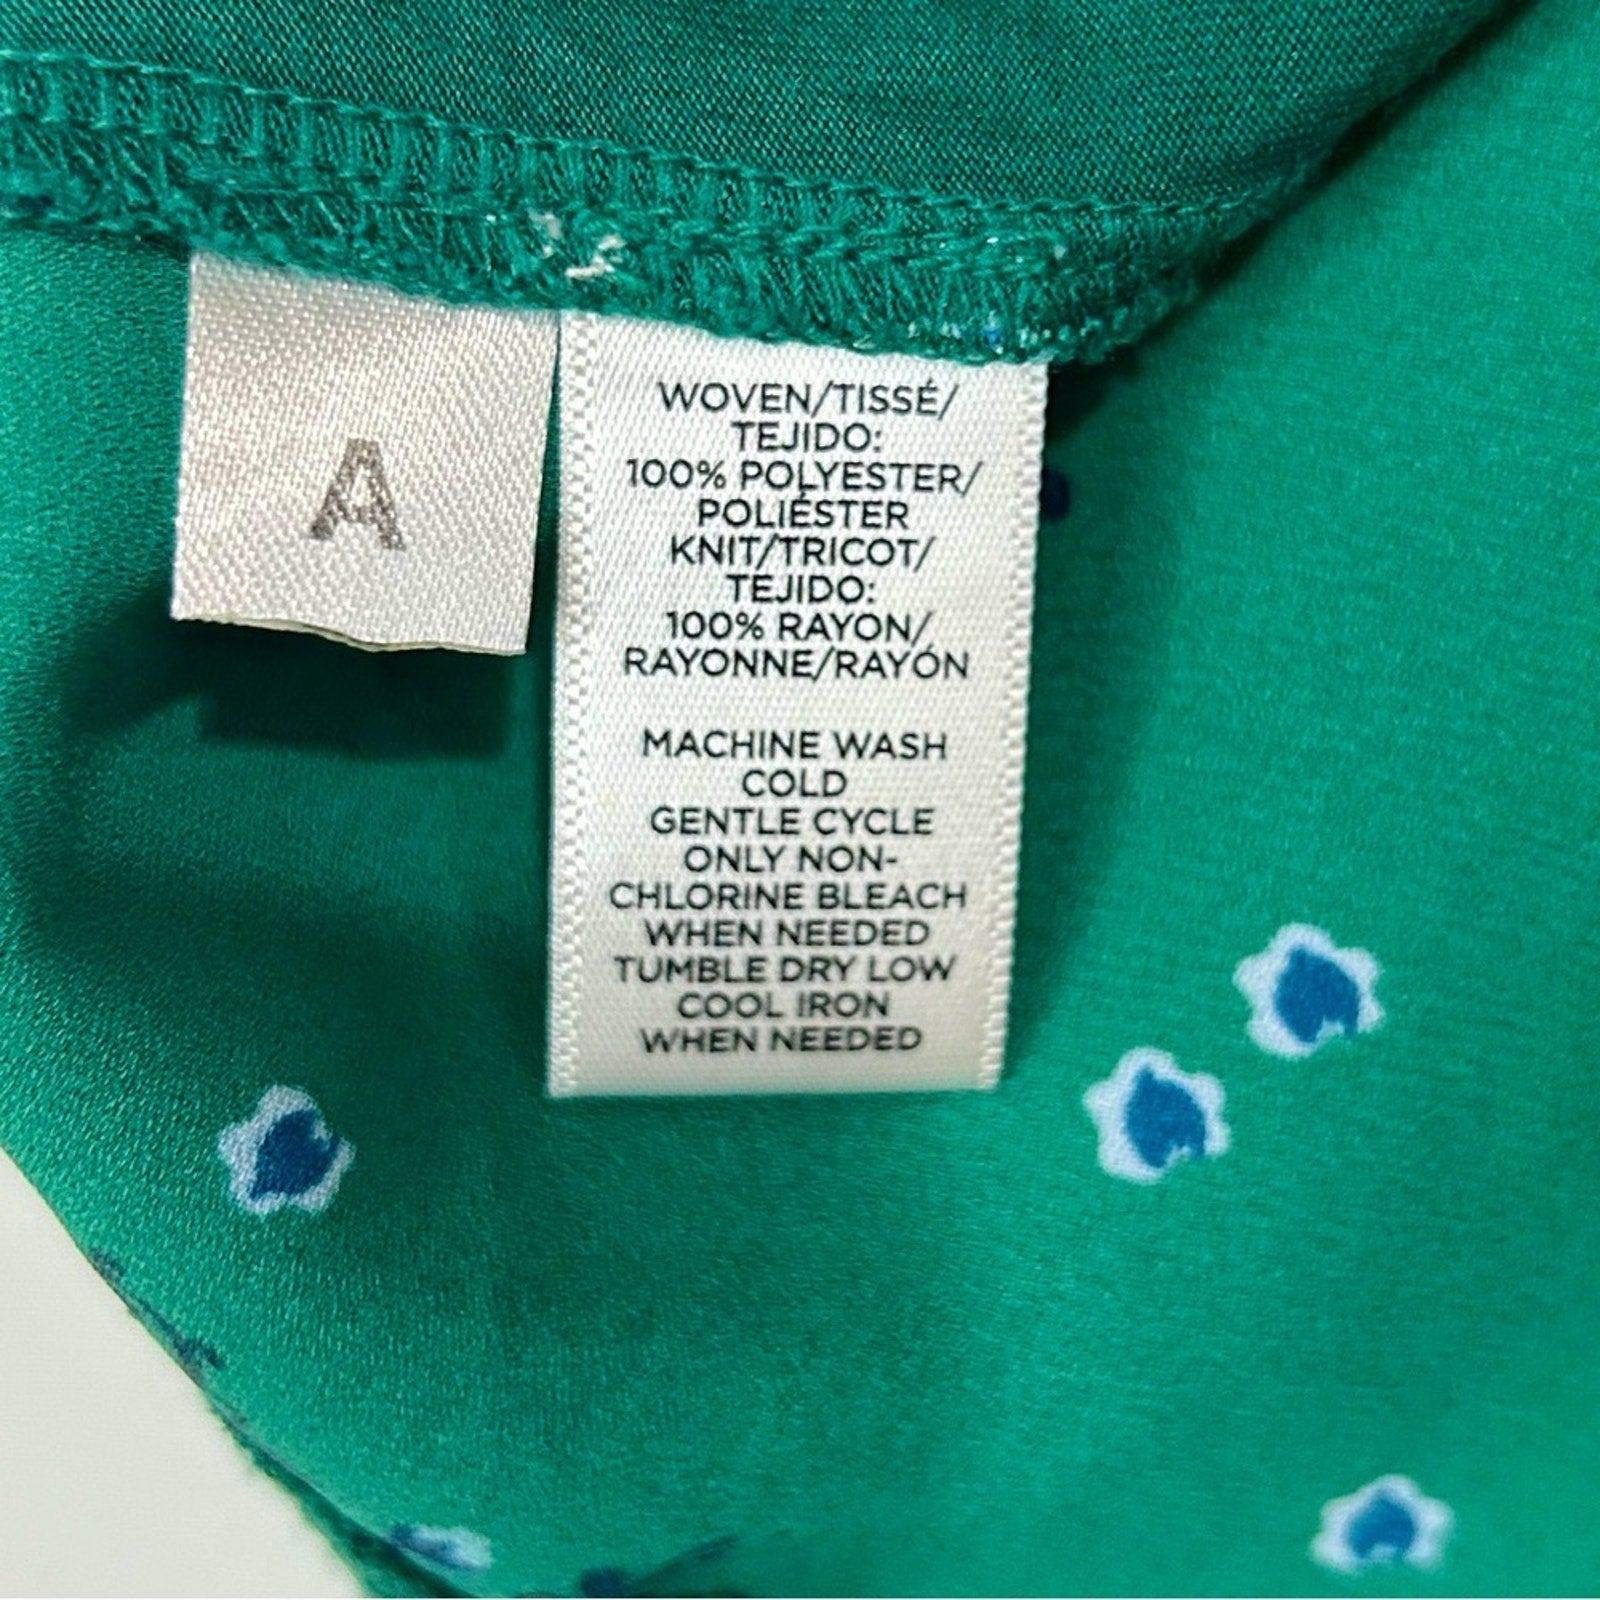 A
WOVEN/TISSÉ/
TEJIDO:
100% POLYESTER/
POLIÉSTER
KNIT/TRICOT/
TEJIDO:
100% RAYON/
RAYONNE/RAYÓN
MACHINE WASH
COLD
GENTLE CYCLE
ONLY NON-
CHLORINE BLEACH
WHEN NEEDED
TUMBLE DRY LOW
COOL IRON
WHEN NEEDED